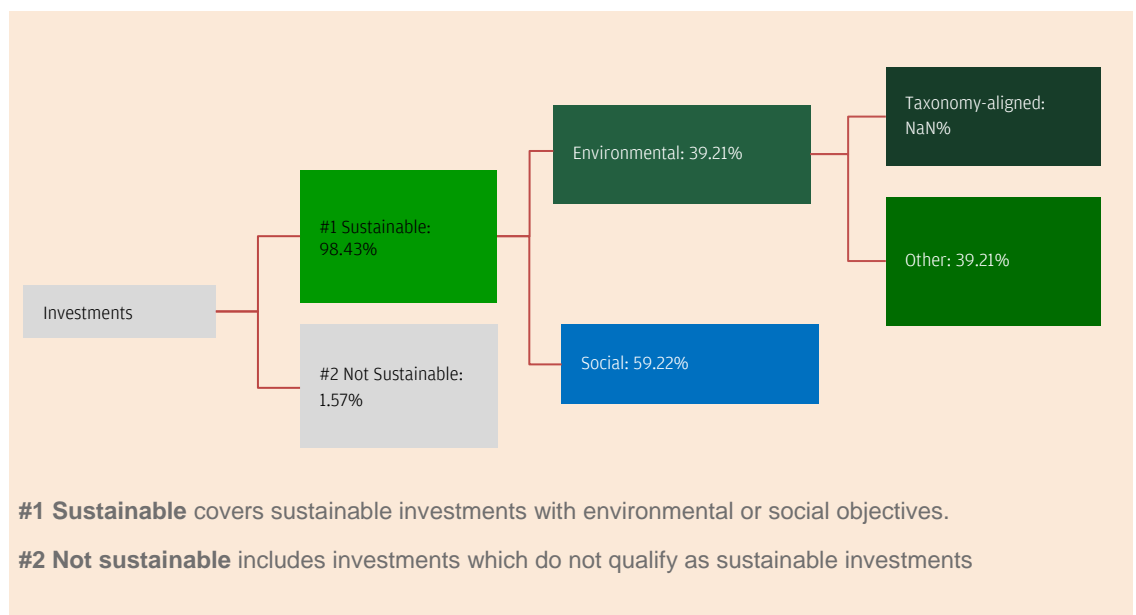 Taxonomy-aligned:
NaN%
Environmental: 39.21%
#1 Sustainable:
98.43%
Other: 39.21%
Investments
Social: 59.22%
#2 Not Sustainable:
1.57%
#1 Sustainable covers sustainable investments with environmental or social objectives.
#2 Not sustainable includes investments which do not qualify as sustainable investments